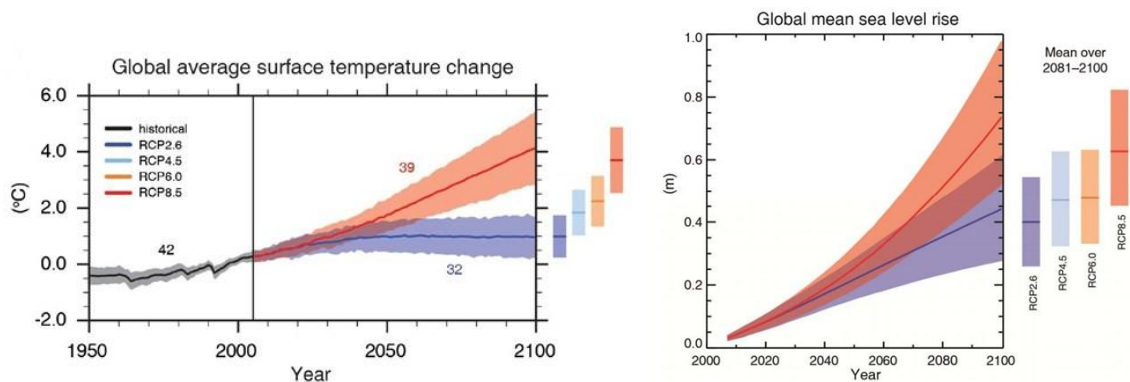 Global average surface temperature change
6.0
4.0
2.0
0.0
-2.0
(ºC)
historical
RCP2.6
RCP4.5
RCP6.0
RCP8.5
42
39
32
1950
2000
2050
2100
Year
Global mean sea level rise
1.0
0.8
0.6
0.4
0.2
0.0
(m)
2000
2020
2040
2060
2080
2100
Year
Mean over
2081–2100
RCP2.6
RCP4.5
RCP6.0
RCP8.5